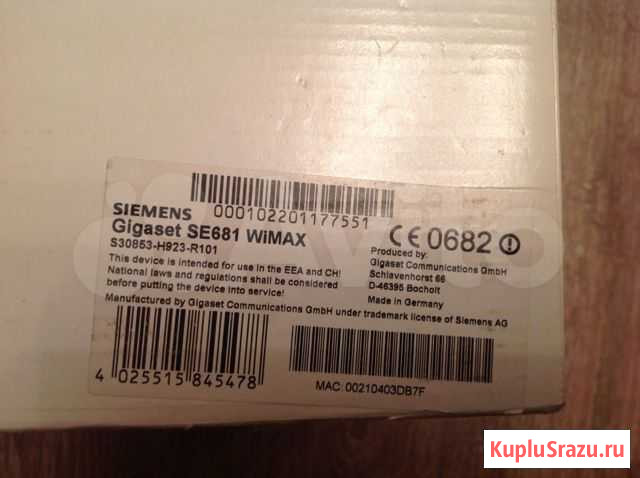 000102201177551
SIEMENS
Gigaset SE681 WiMAX
S30853-H923-R101
This device is intended for use in the EEA and CH!
National laws and regulations shall be considered
before putting the device into service!
CE0682
Produced by:
Gigaset Communications GmbH
Schlavenhorst 66
D-46395 Bocholt
Made in Germany
Manufactured by Gigaset Communications GmbH under trademark license of Siemens AG
4 025515 845478
MAC: 00210403DB7F
Avito
KupluSrazu.ru